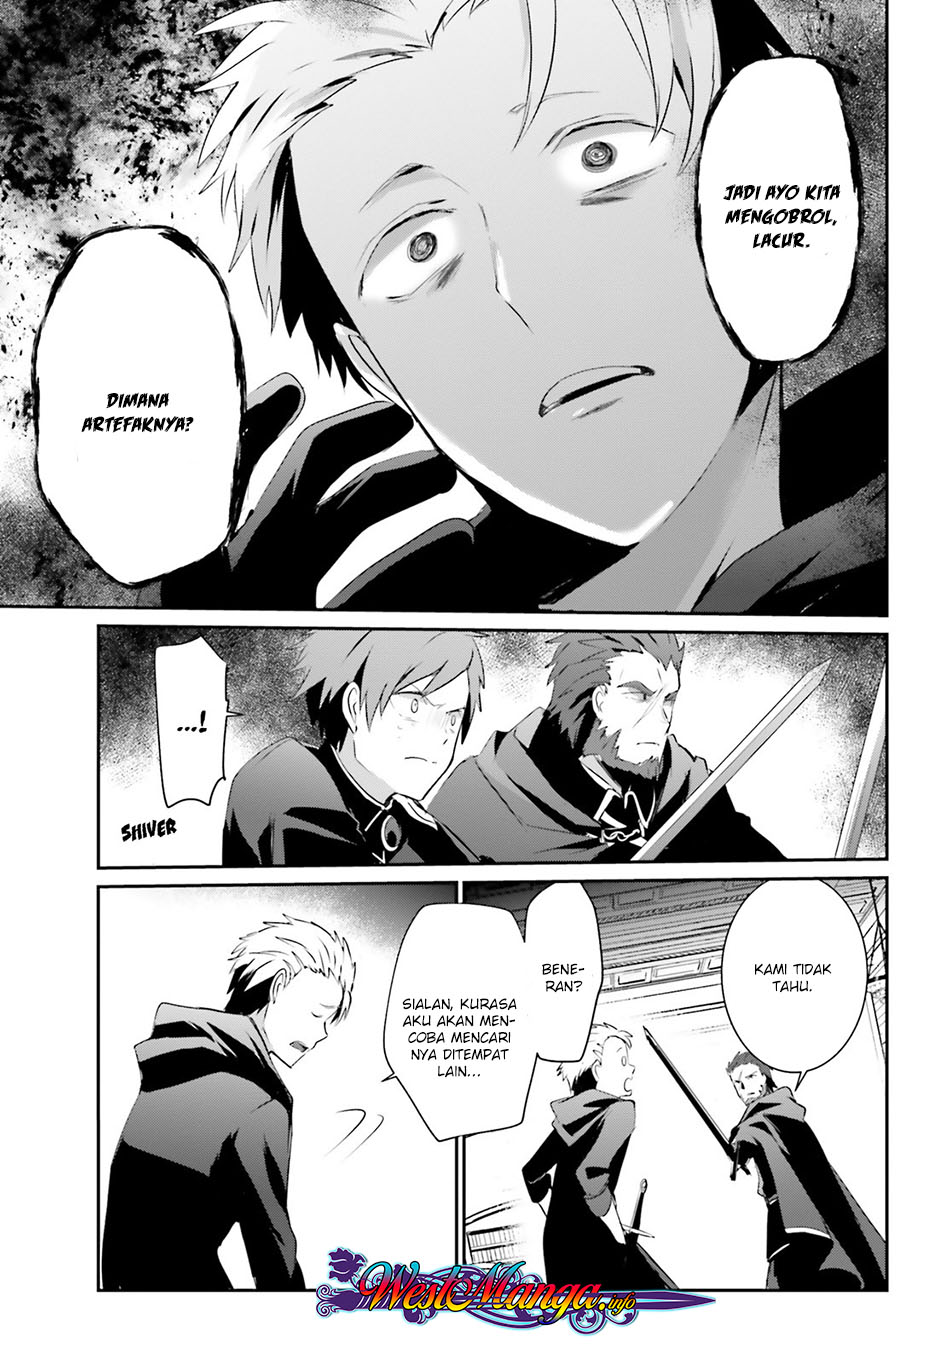 JADI AYO KITA
MENGOBROL,
LACUR.
DIMANA
ARTEFAKNYA?
...!
SHIVER
KAMI TIDAK
TAHU.
BENE-
RAN?
SIALAN, KURASA
AKU AKAN MEN-
COBA MENCARI
NYA DITEMPAT
LAIN...
WestManga.info